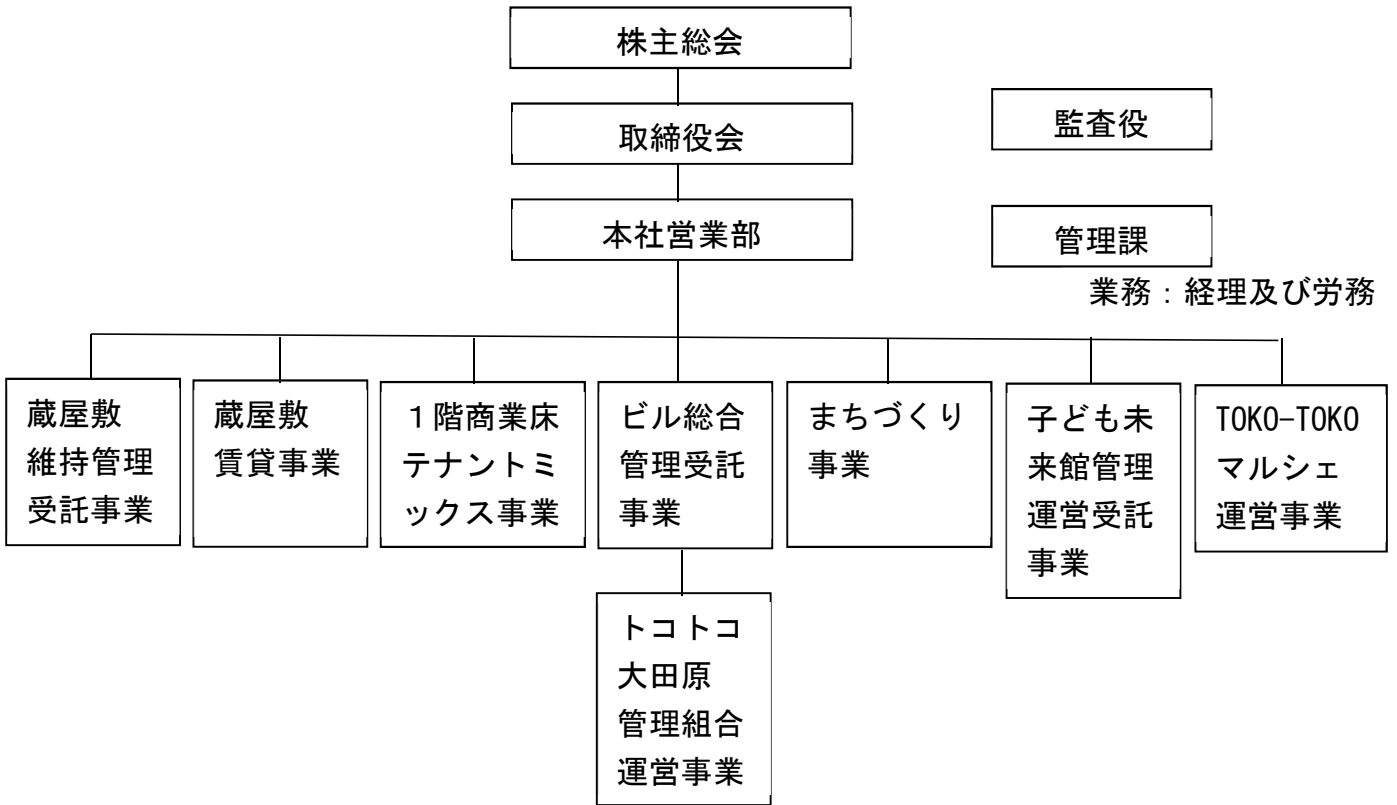 株主総会
取締役会
監査役
本社営業部
管理課
業務：経理及び労務
蔵屋敷
維持管理
受託事業
蔵屋敷
賃貸事業
１階商業床
テナントミ
ックス事業
ビル総合
管理受託
事業
まちづくり
事業
子ども未
来館管理
運営受託
事業
TOKO-TOKO
マルシェ
運営事業
トコトコ
大田原
管理組合
運営事業